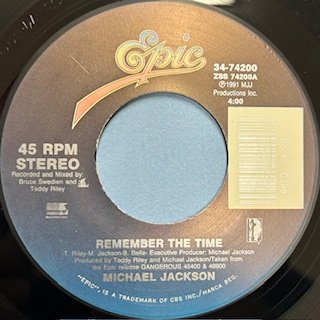 Epic
34-74200
ZSS 74200A
℗1991 MJJ
Productions Inc.
4:00
45 RPM
STEREO
Recorded and Mixed by:
Bruce Swedien and
Teddy Riley
REMEMBER THE TIME
T. Riley-M. Jackson-B. Belle- Executive Producer: Michael Jackson
Produced by Teddy Riley and Michael Jackson/Taken from
the Epic release DANGEROUS 45400 & 48900
MICHAEL JACKSON
"EPIC", IS A TRADEMARK OF CBS INC./MARCA REG.